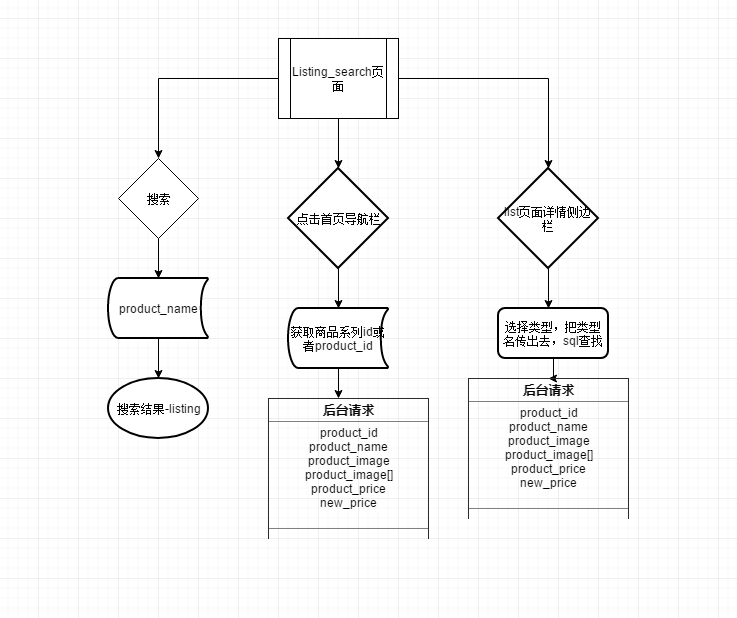 Listing_search页
面
搜索
product_name
搜索结果-listing
点击首页导航栏
获取商品系列id或
者product_id
后台请求
product_id
product_name
product_image
product_image[]
product_price
new_price
list页面详情侧边
栏
选择类型，把类型
名传出去，sql查找
后台请求
product_id
product_name
product_image
product_image[]
product_price
new_price